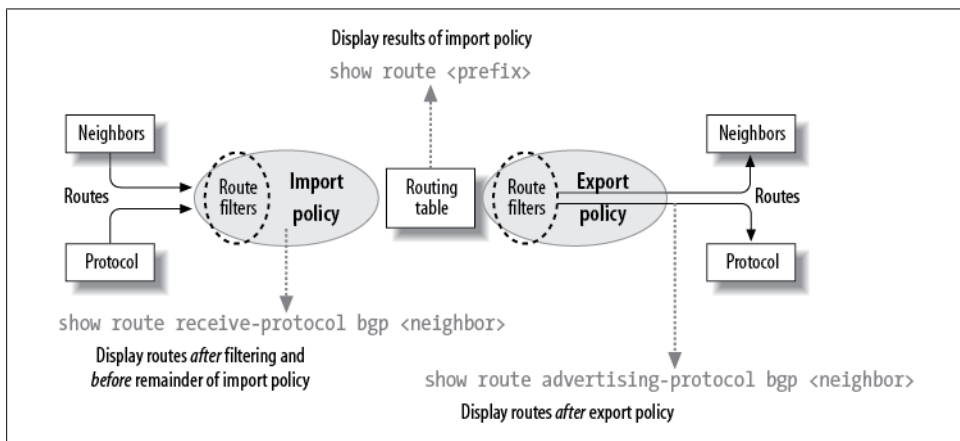 Display results of import policy
show route <prefix>
Neighbors
Routes
Protocol
Route
filters
Import
policy
Routing
table
Route
filters
Export
policy
Neighbors
Routes
Protocol
show route receive-protocol bgp <neighbor>
Display routes after filtering and
before remainder of import policy
show route advertising-protocol bgp <neighbor>
Display routes after export policy